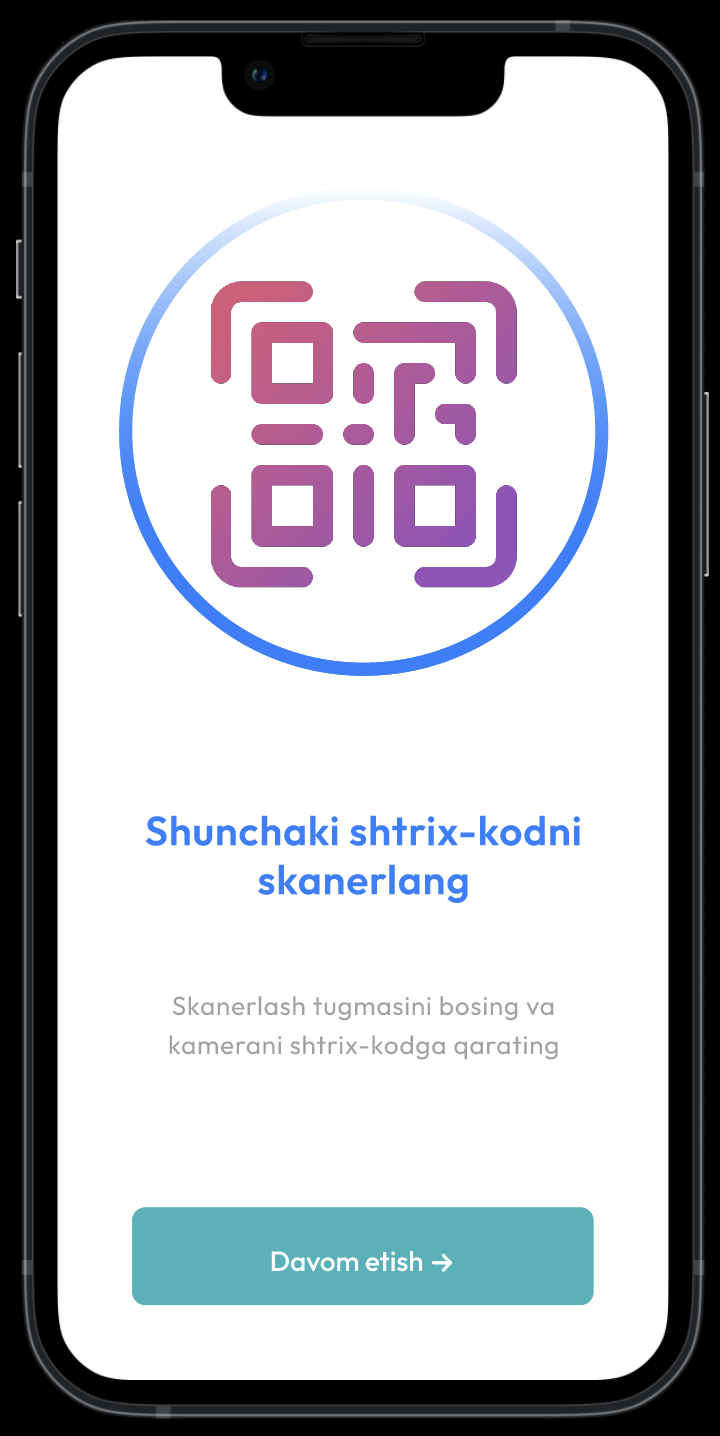 Shunchaki shtrix-kodni
skanerlang
Skanerlash tugmasini bosing va
kamerani shtrix-kodga qarating
Davom etish →